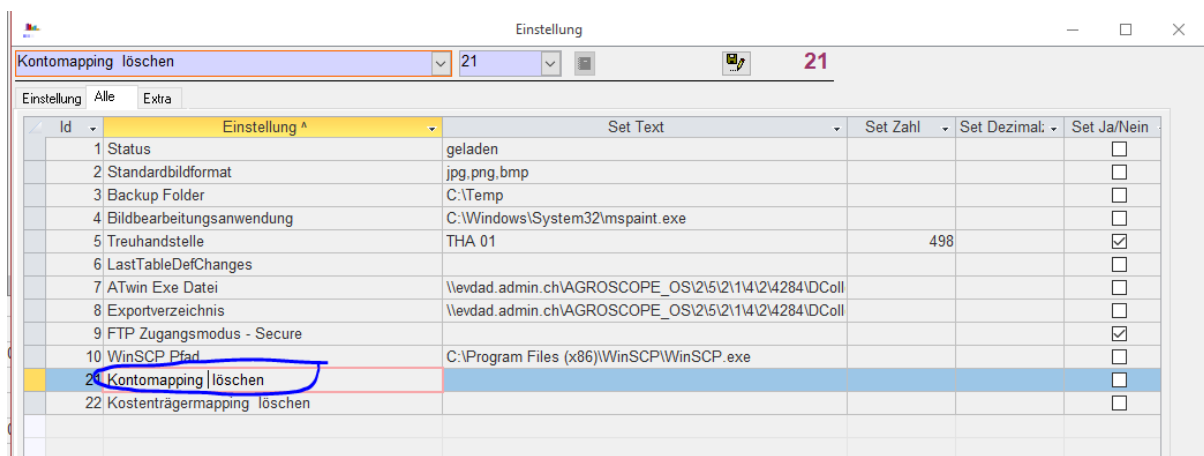 Einstellung
Kontomapping  löschen 21 21
Einstellung Alle Extra
Id Einstellung ^ Set Text Set Zahl Set Dezimal: Set Ja/Nein
1 Status geladen
2 Standardbildformat jpg,png,bmp
3 Backup Folder C:\Temp
4 Bildbearbeitungsanwendung C:\Windows\System32\mspaint.exe
5 Treuhandstelle THA 01 498
6 LastTableDefChanges
7 ATwin Exe Datei \\evdad.admin.ch\AGROSCOPE_OS\2\5\2\1\4\2\4284\DColl
8 Exportverzeichnis \\evdad.admin.ch\AGROSCOPE_OS\2\5\2\1\4\2\4284\DColl
9 FTP Zugangsmodus - Secure
10 WinSCP Pfad C:\Program Files (x86)\WinSCP\WinSCP.exe
21 Kontomapping löschen
22 Kostenträgermapping  löschen